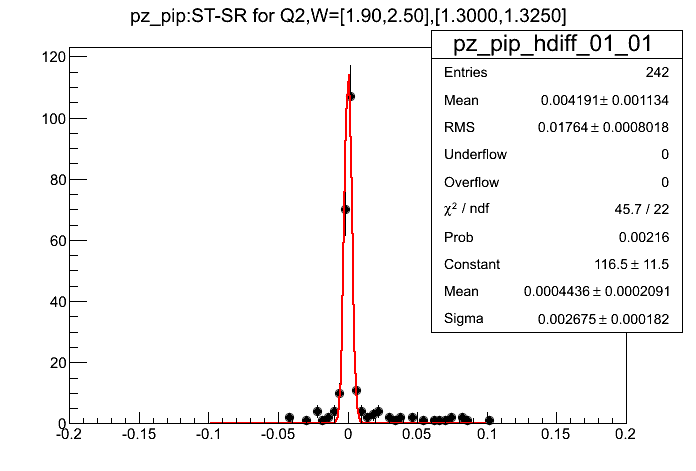 pz_pip:ST-SR for Q2,W=[1.90,2.50],[1.3000,1.3250]
pz_pip_hdiff_01_01
Entries 242
Mean 0.004191 ± 0.001134
RMS 0.01764 ± 0.0008018
Underflow 0
Overflow 0
χ² / ndf 45.7 / 22
Prob 0.00216
Constant 116.5 ± 11.5
Mean 0.0004436 ± 0.0002091
Sigma 0.002675 ± 0.000182
120
100
80
60
40
20
0
-0.2 -0.15 -0.1 -0.05 0 0.05 0.1 0.15 0.2